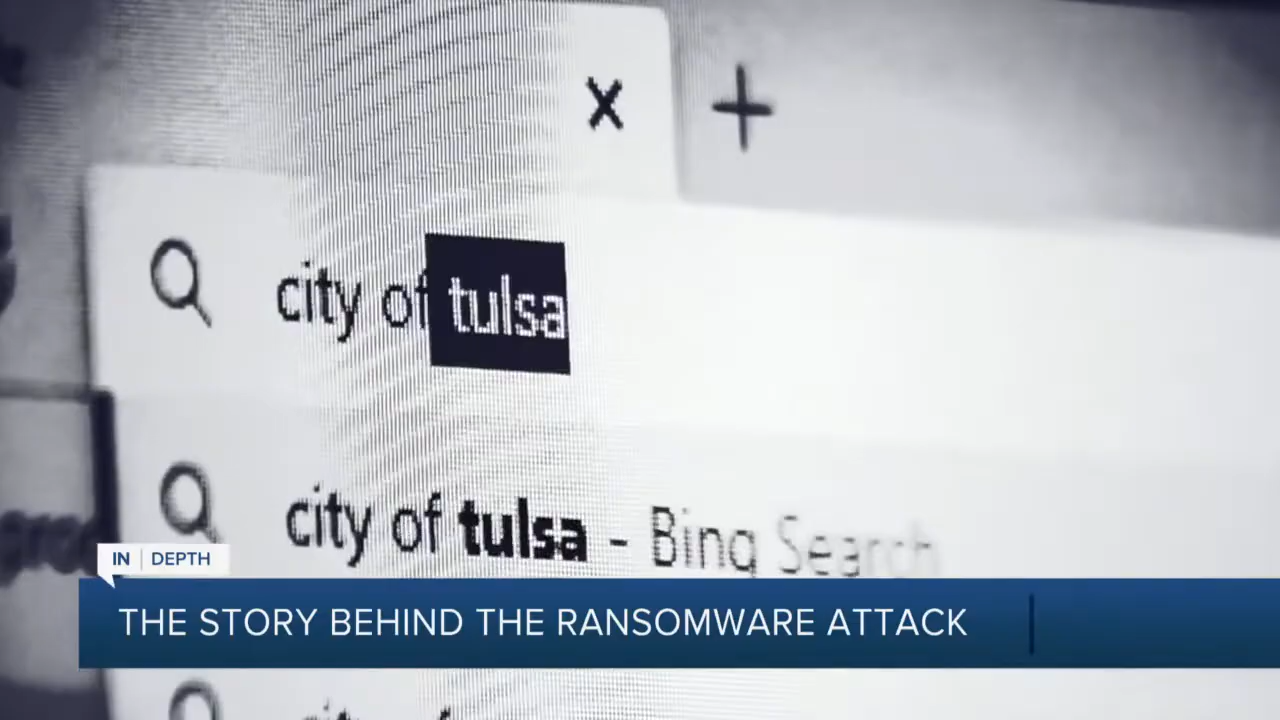 city of tulsa
city of tulsa - Bing Search
IN | DEPTH
THE STORY BEHIND THE RANSOMWARE ATTACK